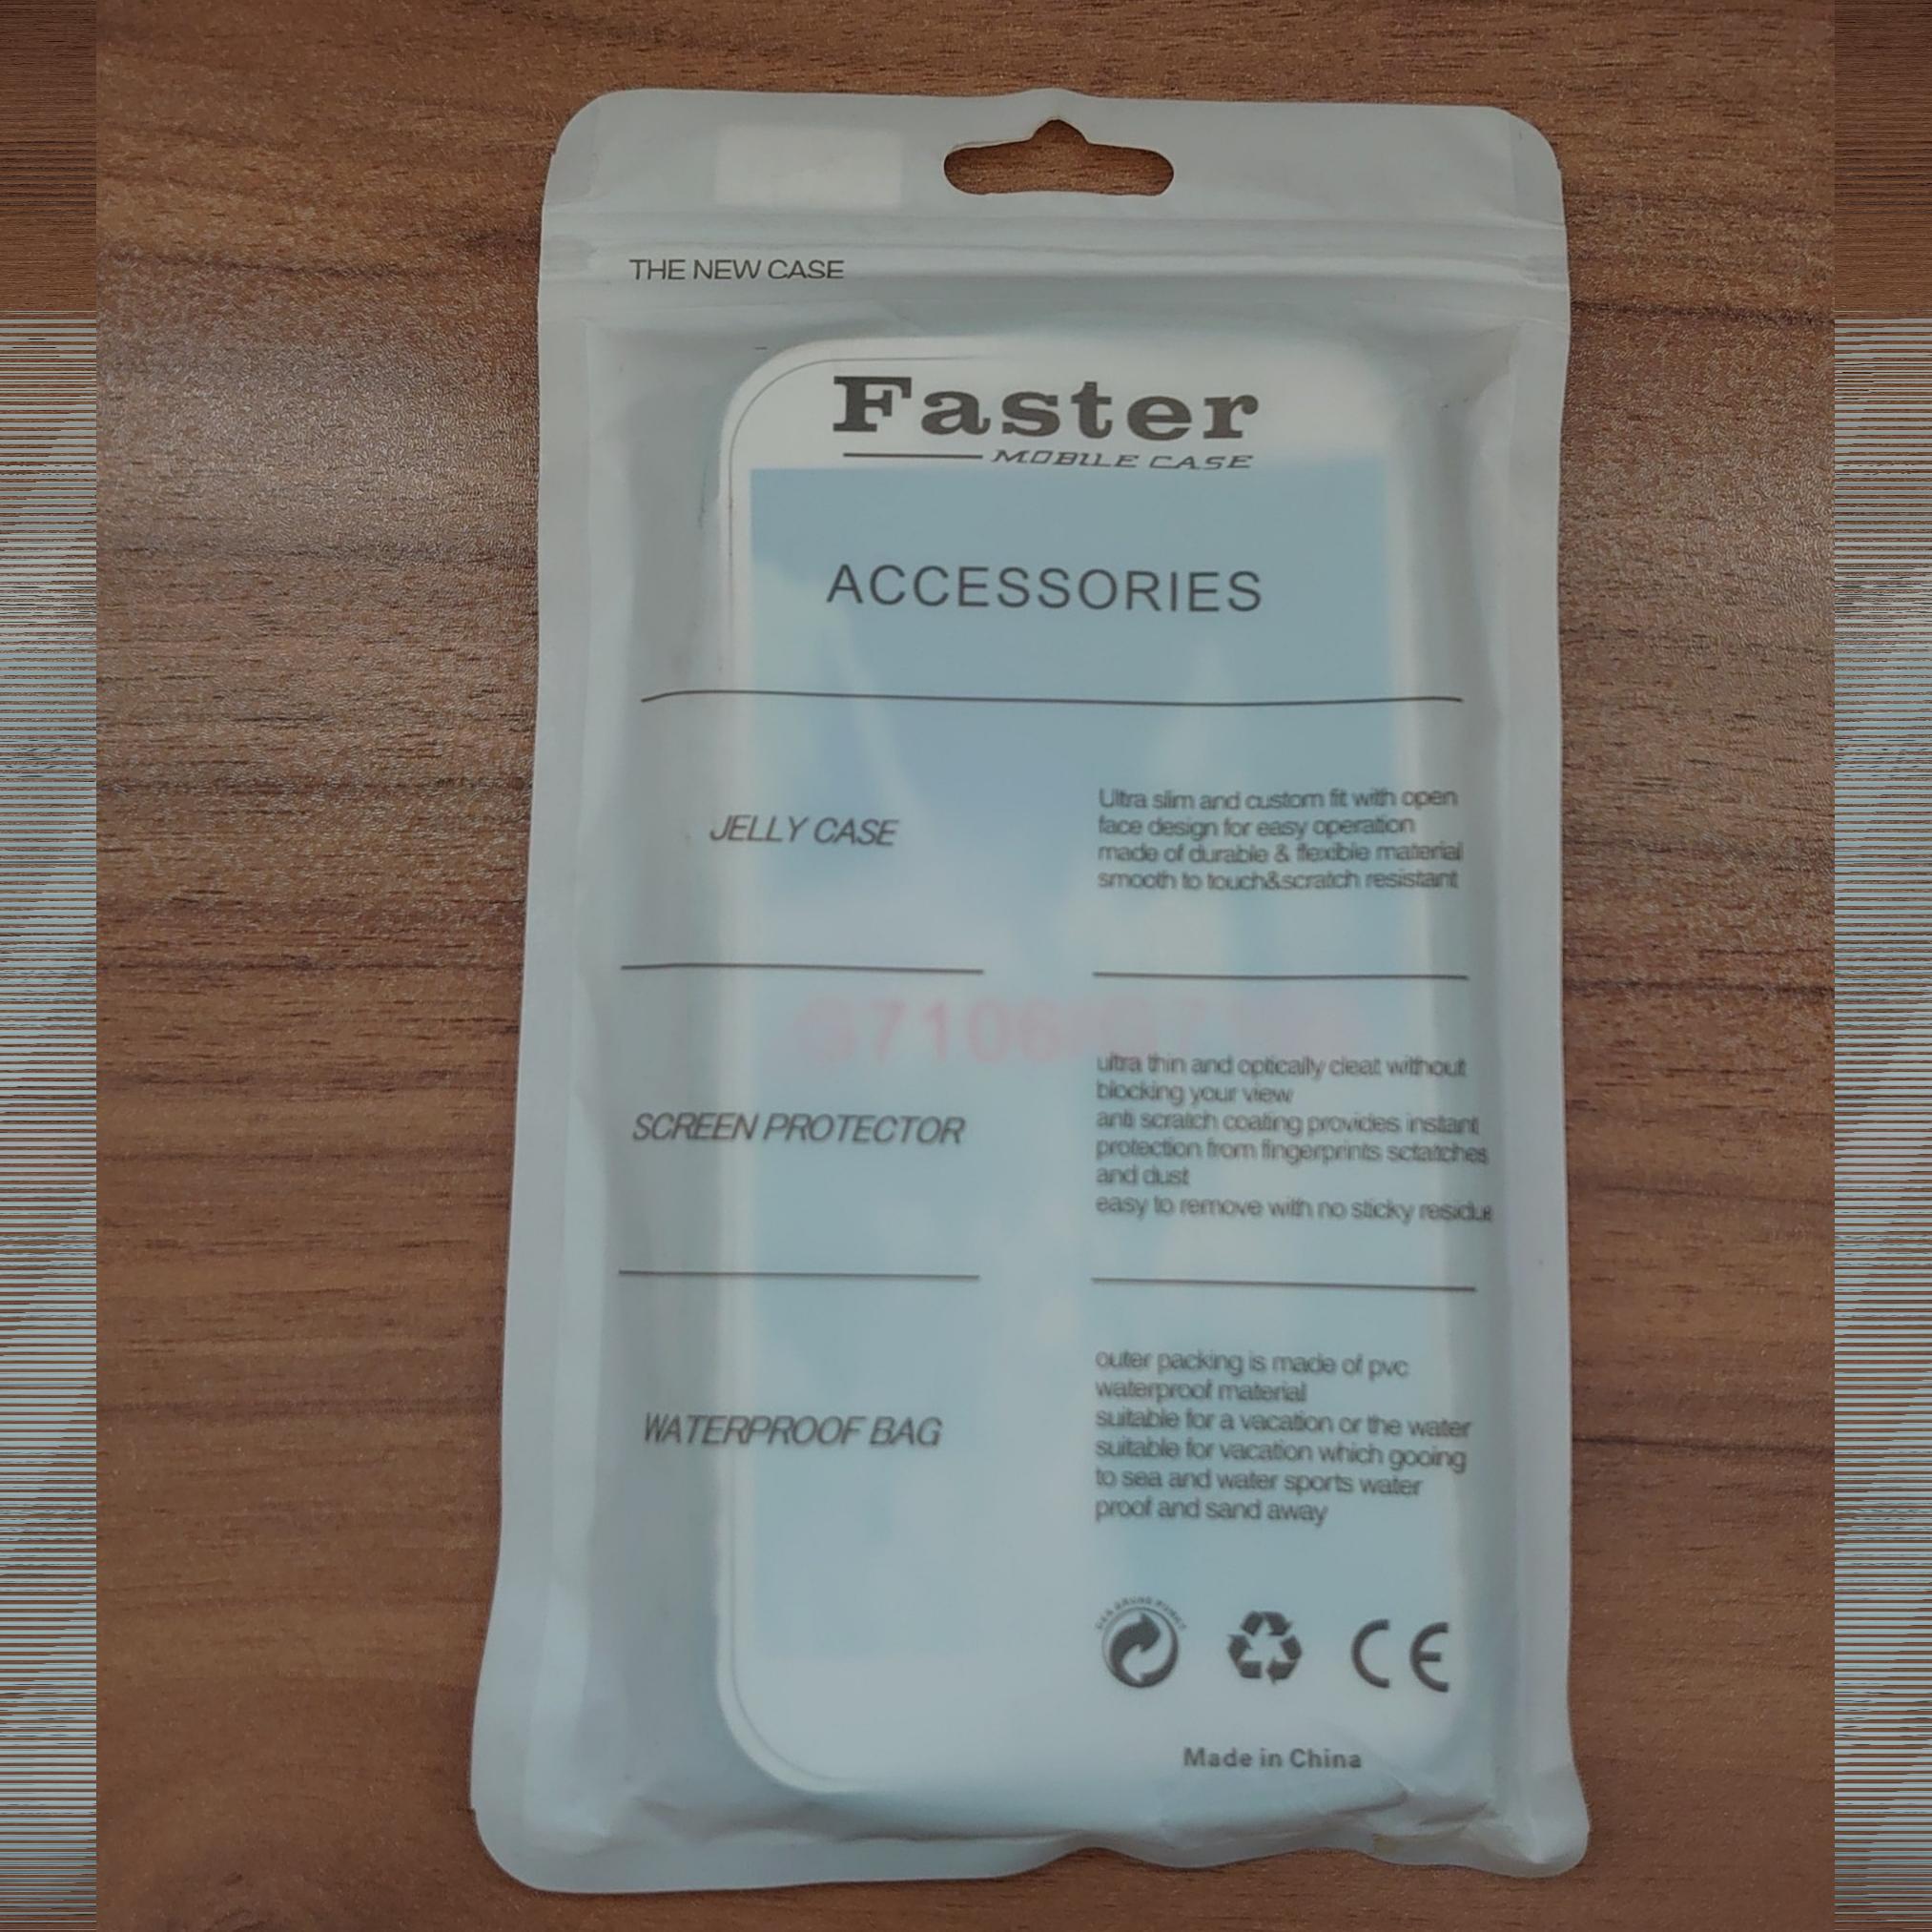 THE NEW CASE
Faster
MOBILE CASE
ACCESSORIES
JELLY CASE
Ultra slim and custom fit with open
face design for easy operation
made of durable & flexible material
smooth to touch&scratch resistant
G7106
SCREEN PROTECTOR
ultra thin and optically cleat without
blocking your view
anti scratch coating provides instant
protection from fingerprints sctatches
and dust
easy to remove with no sticky residue
WATERPROOF BAG
outer packing is made of pvc
waterproof material
suitable for a vacation or the water
suitable for vacation which gooing
to sea and water sports water
proof and sand away
CE
Made in China